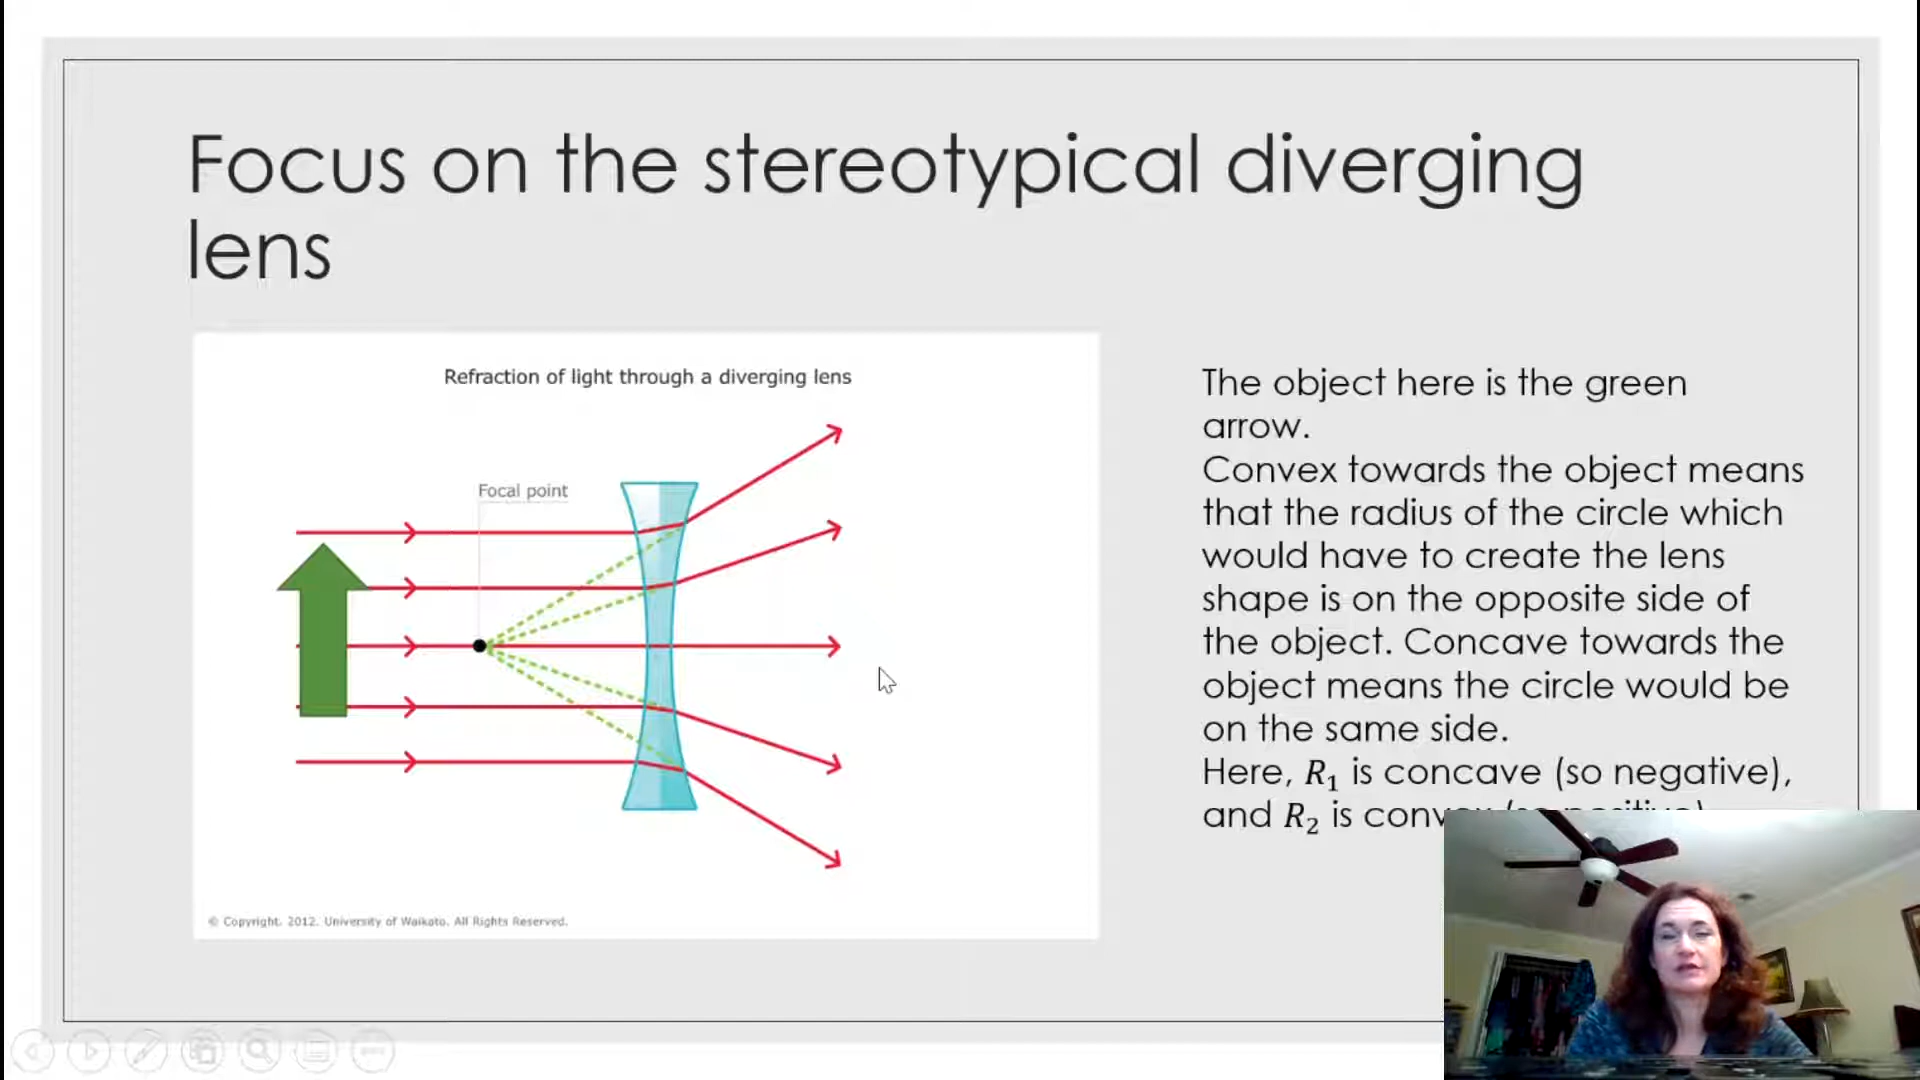 Focus on the stereotypical diverging
lens
Refraction of light through a diverging lens
Focal point
© Copyright. 2012. University of Waikato. All Rights Reserved.
The object here is the green
arrow.
Convex towards the object means
that the radius of the circle which
would have to create the lens
shape is on the opposite side of
the object. Concave towards the
object means the circle would be
on the same side.
Here, R₁ is concave (so negative),
and R₂ is convex (so positive)